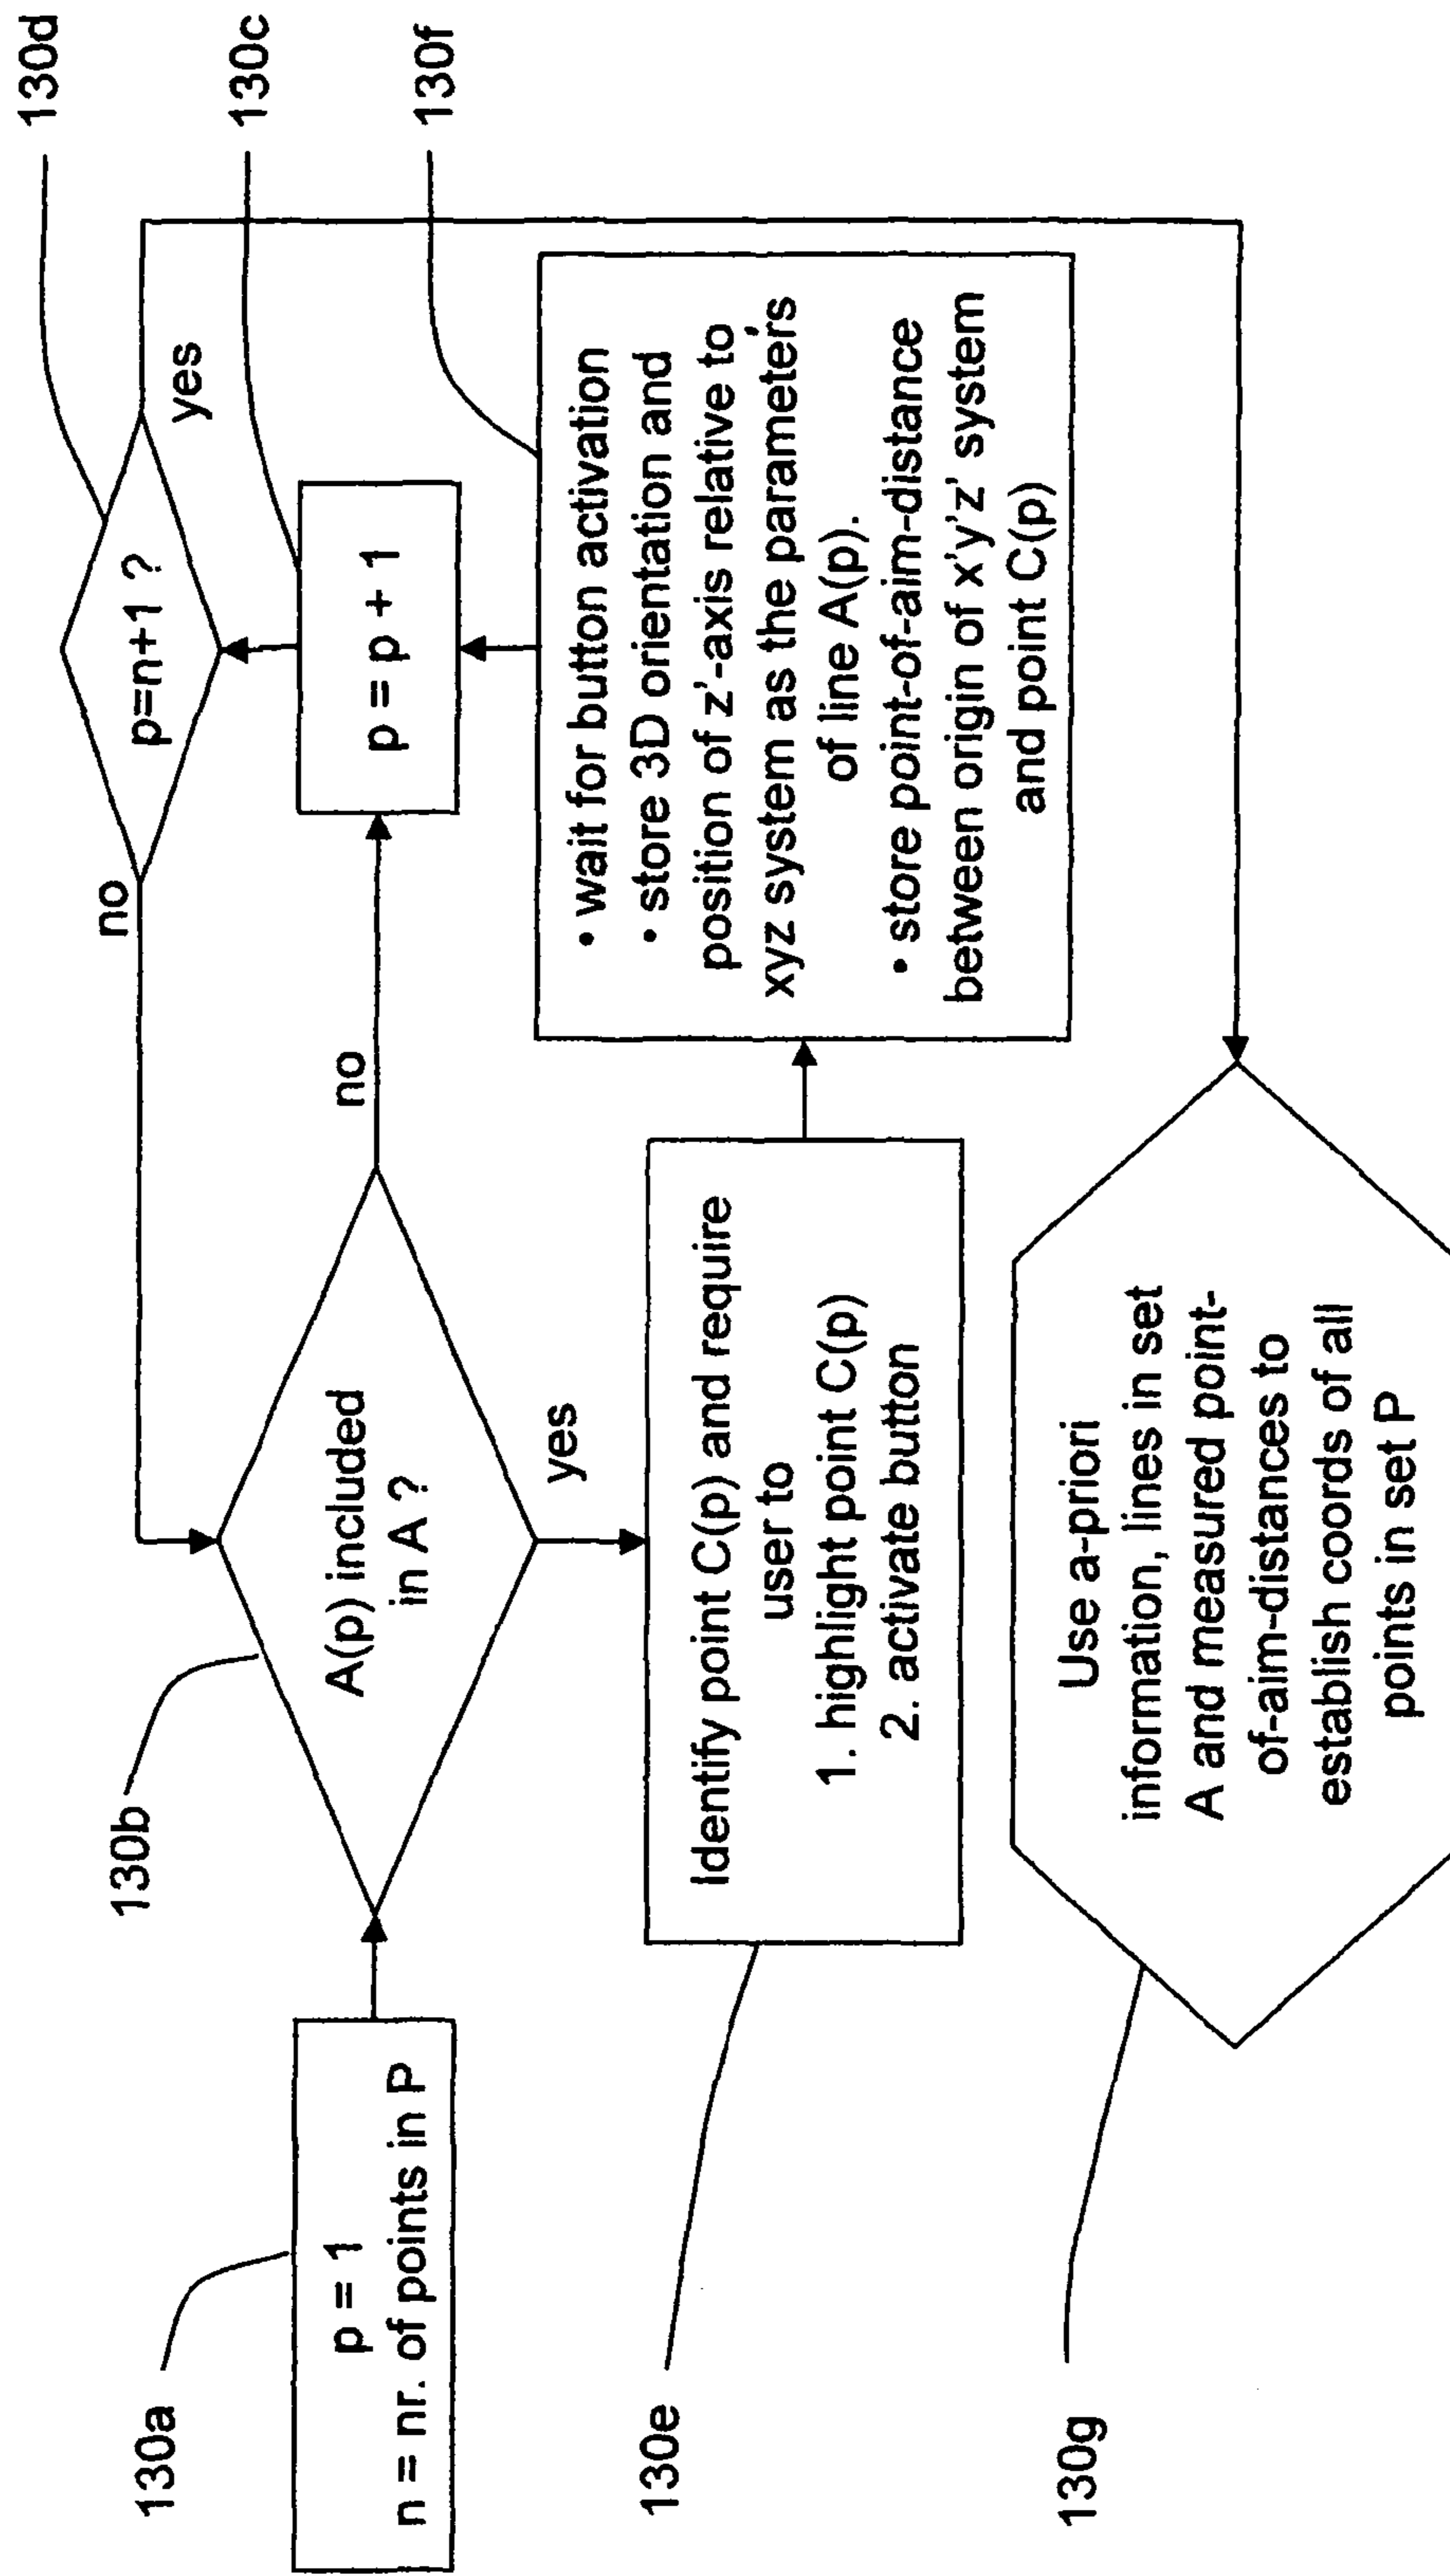 130d
130c
130f
130b
130a
130e
130g
p = 1
n = nr. of points in P
A(p) included
in A ?
no
yes
p = p + 1
p=n+1 ?
no
yes
Identify point C(p) and require
user to
1. highlight point C(p)
2. activate button
• wait for button activation
• store 3D orientation and
position of z'-axis relative to
xyz system as the parameters
of line A(p).
• store point-of-aim-distance
between origin of x'y'z' system
and point C(p)
Use a-priori
information, lines in set
A and measured point-
of-aim-distances to
establish coords of all
points in set P